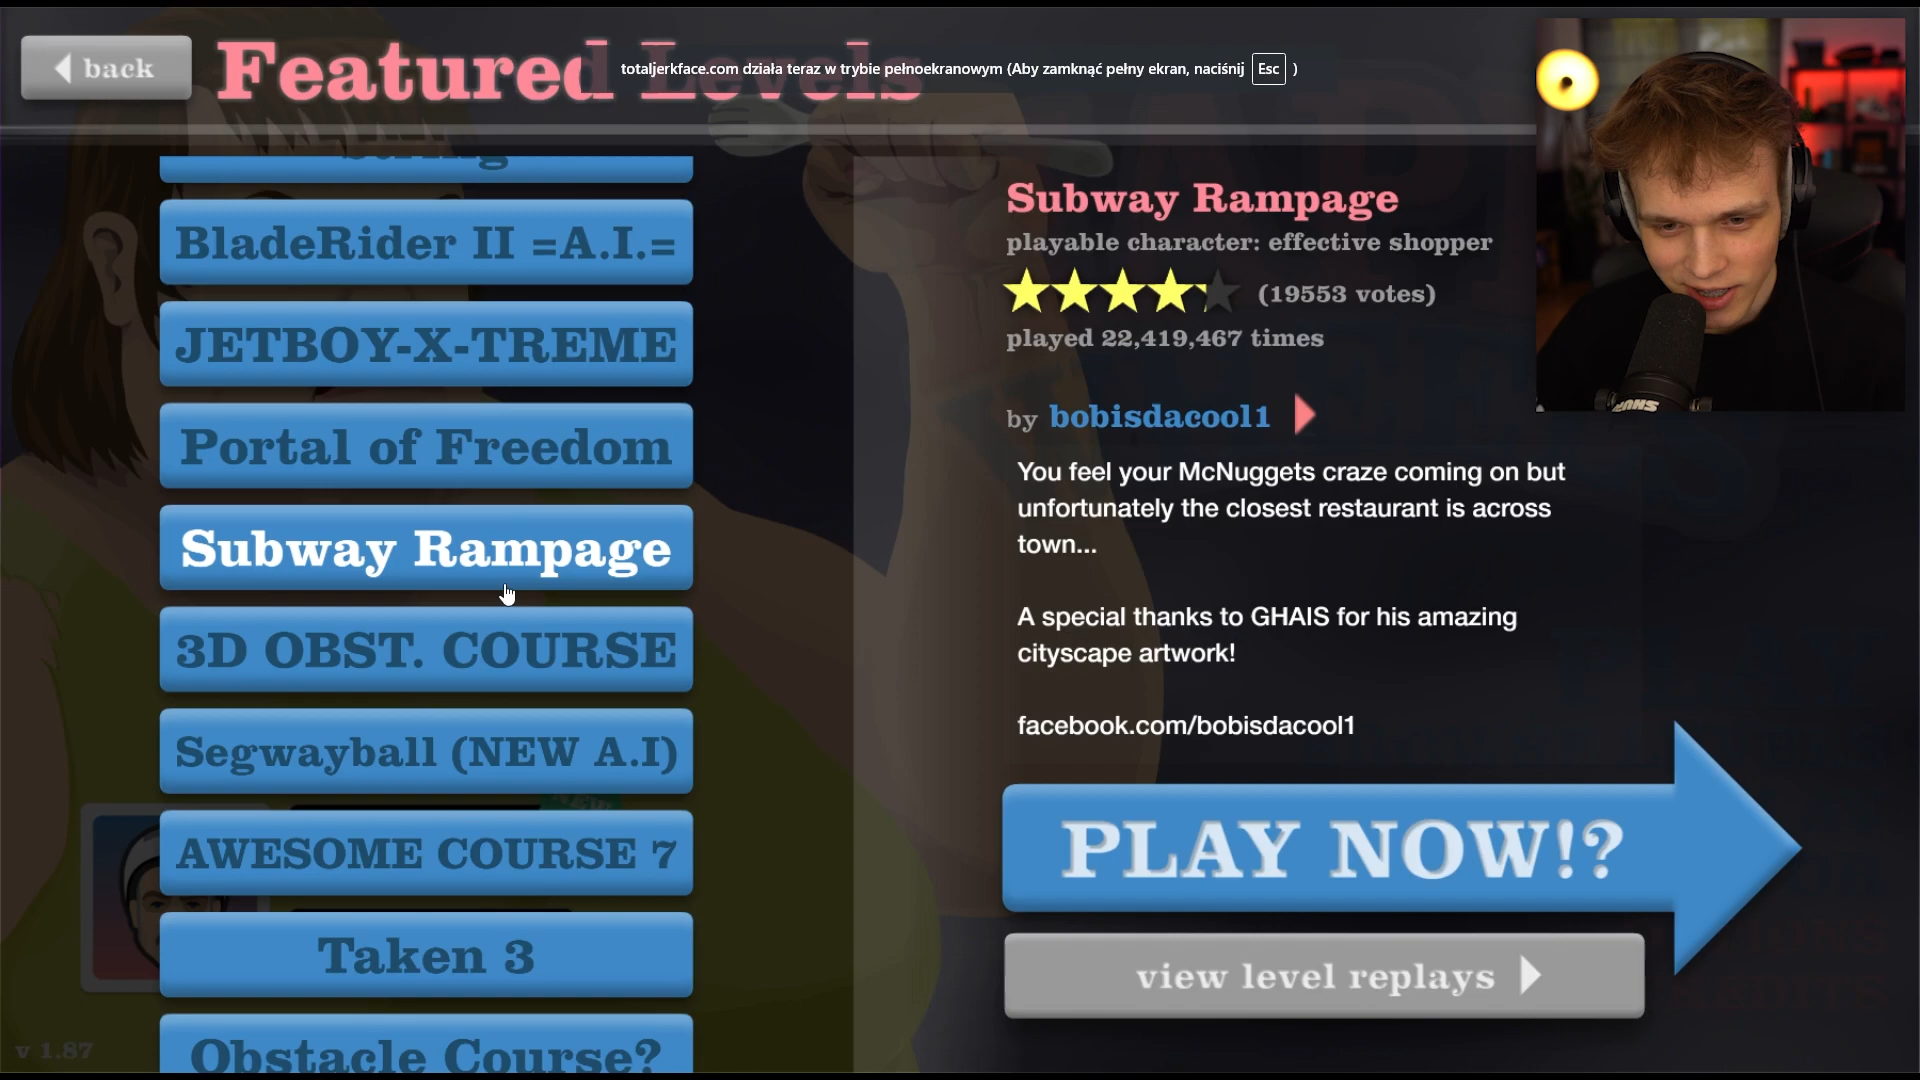 back
Featured Levels
totaljerkface.com działa teraz w trybie pełnoekranowym (Aby zamknąć pełny ekran, naciśnij Esc )
BladeRider II =A.I.=
JETBOY-X-TREME
Portal of Freedom
Subway Rampage
3D OBST. COURSE
Segwayball (NEW A.I)
AWESOME COURSE 7
Taken 3
Obstacle Course?
v 1.87
Subway Rampage
playable character: effective shopper
(19553 votes)
played 22,419,467 times
by bobisdacool1
You feel your McNuggets craze coming on but
unfortunately the closest restaurant is across
town...
A special thanks to GHAIS for his amazing
cityscape artwork!
facebook.com/bobisdacool1
PLAY NOW!?
view level replays
NEW
SHURE